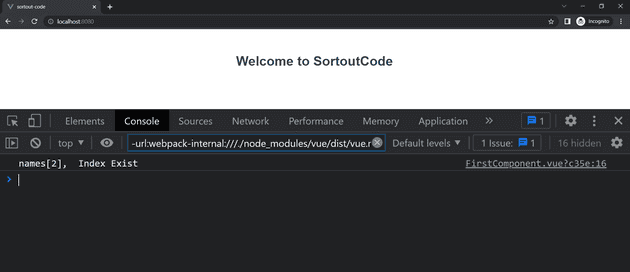 sortout-code
localhost:8080
Incognito
Welcome to SortoutCode
Elements Console Sources Network Performance Memory Application » 1
top Default levels 1 Issue: 1 16 hidden
-url:webpack-internal:///./node_modules/vue/dist/vue.r
names[2],  Index Exist FirstComponent.vue?c35e:16
>